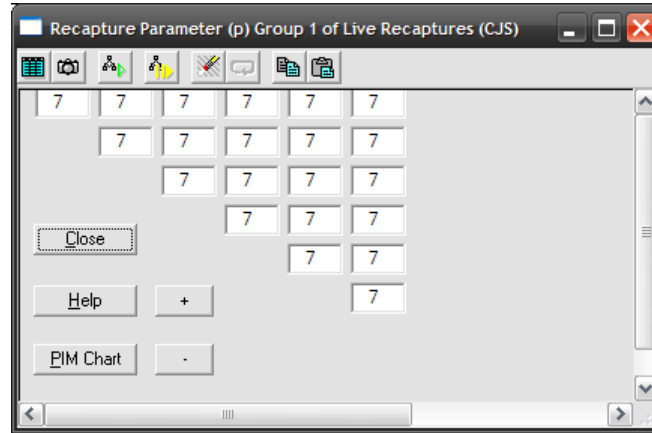 Recapture Parameter (p) Group 1 of Live Recaptures (CJS)
7 7 7 7 7 7
7 7 7 7 7
7 7 7 7
7 7 7
Close
7 7
Help + 7
PIM Chart -